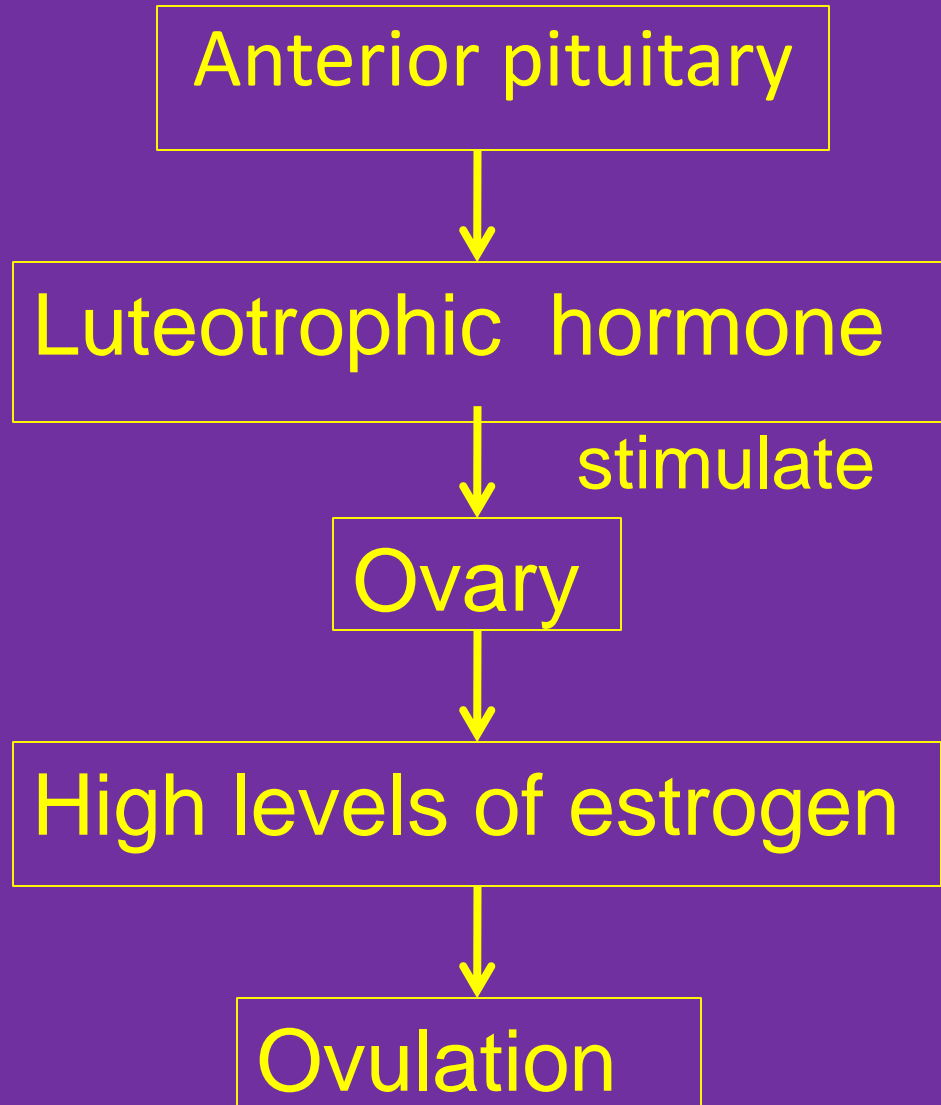 Anterior pituitary
Luteotrophic hormone
stimulate
Ovary
High levels of estrogen
Ovulation